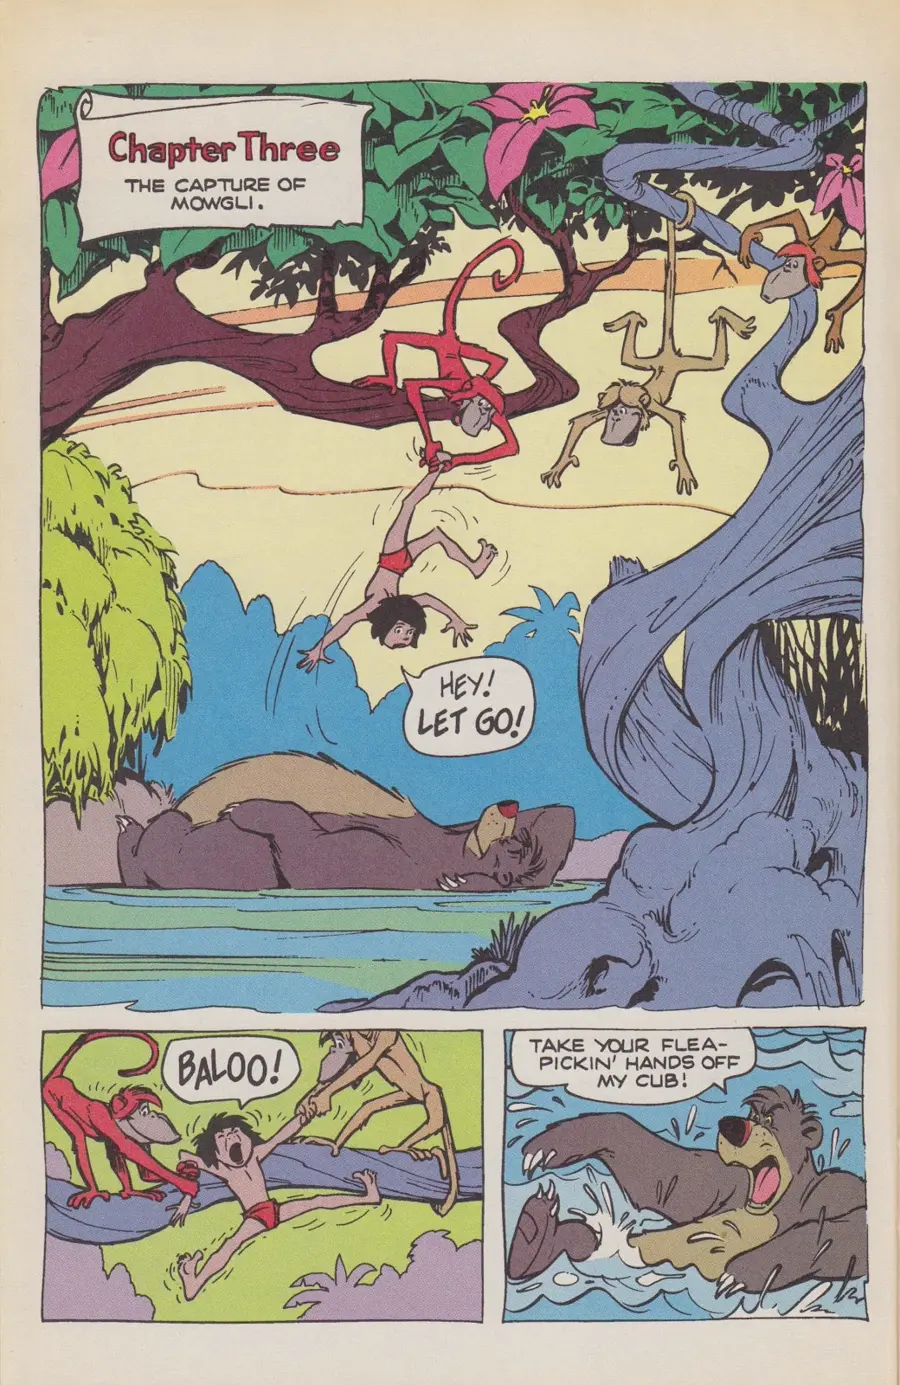 Chapter Three
THE CAPTURE OF
MOWGLI.
HEY!
LET GO!
BALOO!
TAKE YOUR FLEA-
PICKIN' HANDS OFF
MY CUB!